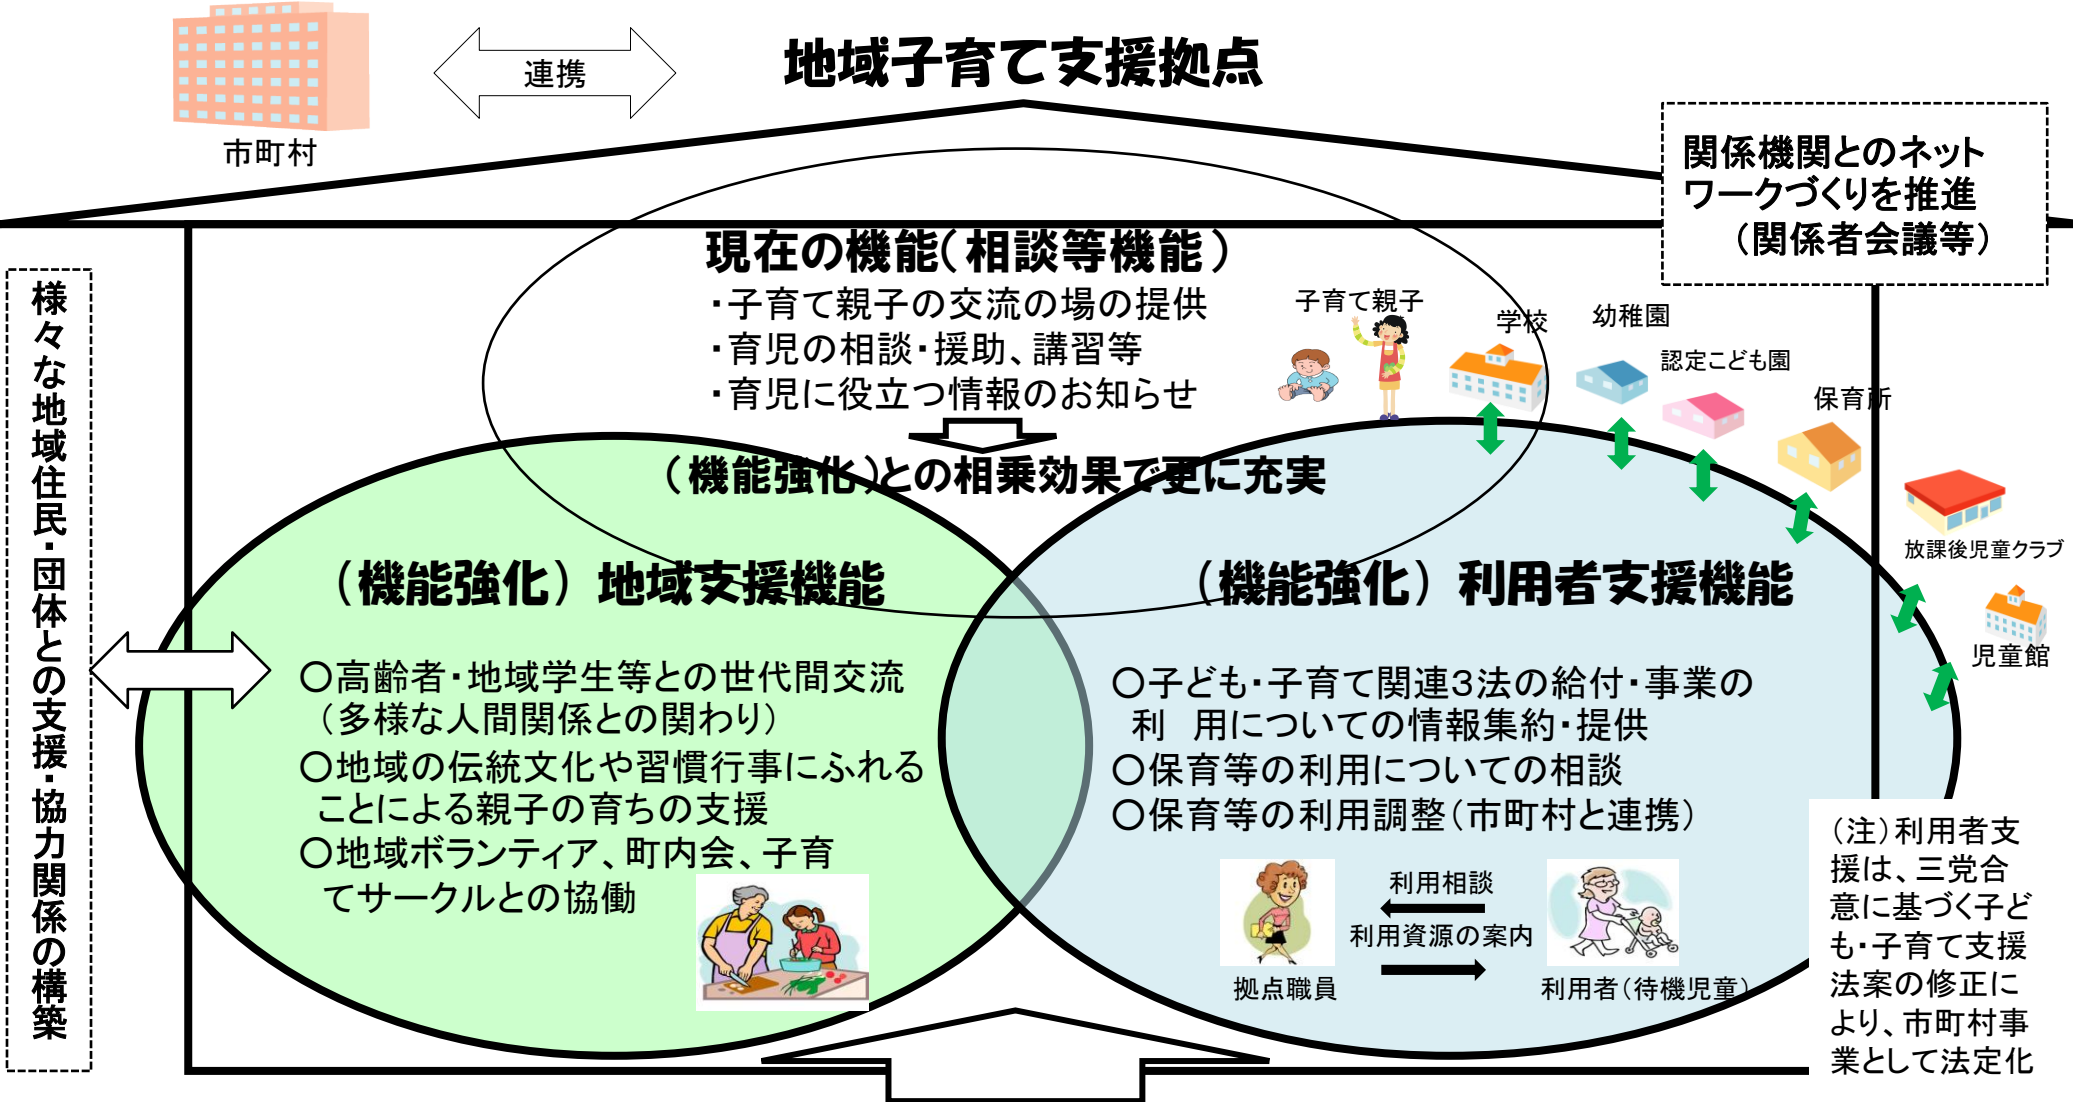 地域子育て支援拠点
連携
市町村
関係機関とのネット
ワークづくりを推進
（関係者会議等）
様々な地域住民・団体との支援・協力関係の構築
現在の機能（相談等機能）
・子育て親子の交流の場の提供
・育児の相談・援助、講習等
・育児に役立つ情報のお知らせ
（機能強化）との相乗効果で更に充実
子育て親子
学校
幼稚園
認定こども園
保育所
放課後児童クラブ
児童館
（機能強化）地域支援機能
○高齢者・地域学生等との世代間交流
（多様な人間関係との関わり）
○地域の伝統文化や習慣行事にふれる
ことによる親子の育ちの支援
○地域ボランティア、町内会、子育
てサークルとの協働
（機能強化）利用者支援機能
○子ども・子育て関連３法の給付・事業の
利　用についての情報集約・提供
○保育等の利用についての相談
○保育等の利用調整（市町村と連携）
利用相談
利用資源の案内
拠点職員
利用者（待機児童）
（注）利用者支
援は、三党合
意に基づく子ど
も・子育て支援
法案の修正に
より、市町村事
業として法定化